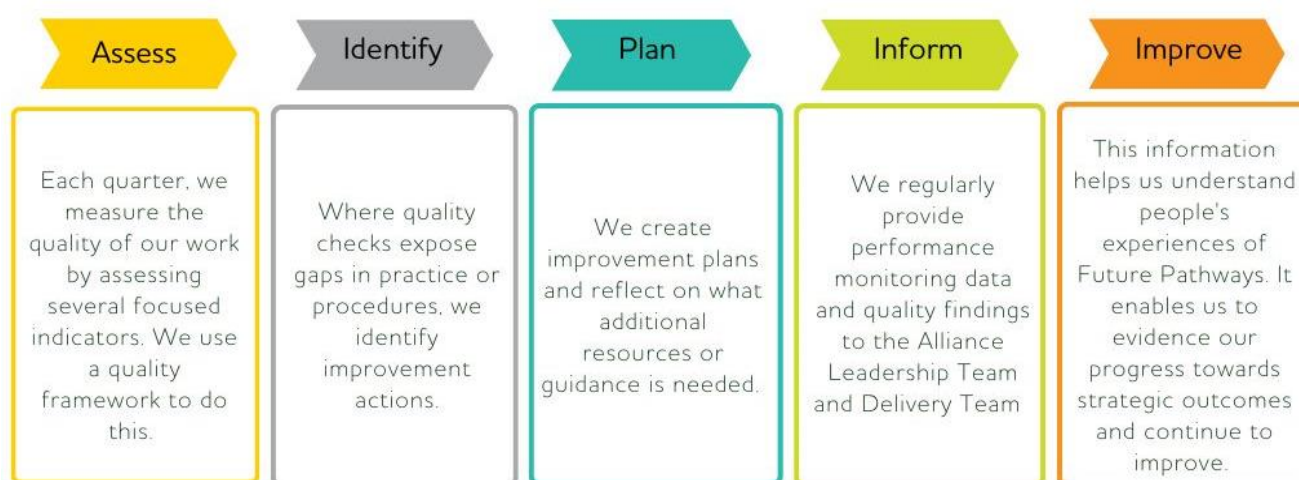 Assess
Each quarter, we
measure the
quality of our work
by assessing
several focused
indicators. We use
a quality
framework to do
this.
Identify
Where quality
checks expose
gaps in practice or
procedures, we
identify
improvement
actions.
Plan
We create
improvement plans
and reflect on what
additional
resources or
guidance is needed.
Inform
We regularly
provide
performance
monitoring data
and quality findings
to the Alliance
Leadership Team
and Delivery Team
Improve
This information
helps us understand
people's
experiences of
Future Pathways. It
enables us to
evidence our
progress towards
strategic outcomes
and continue to
improve.